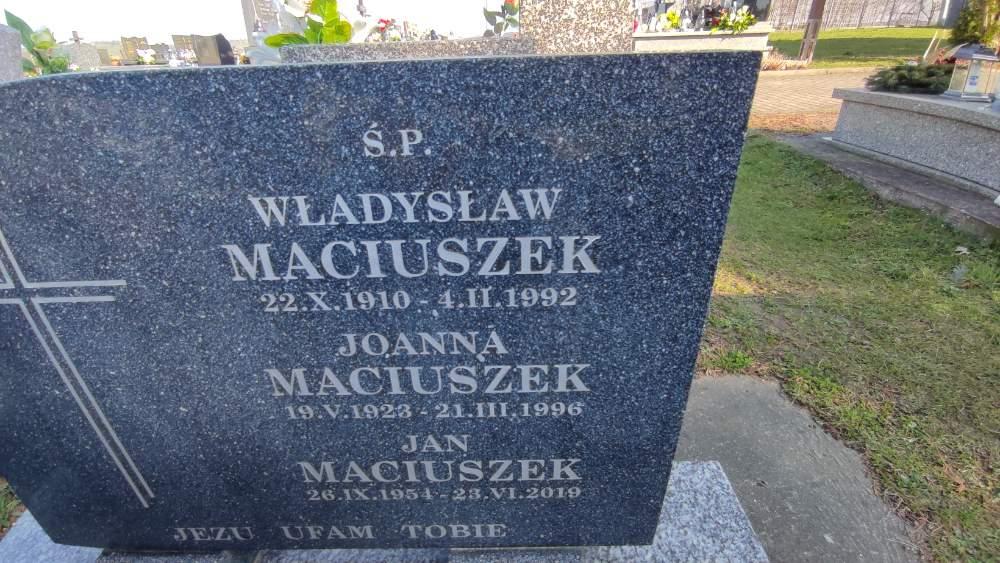 Ś.P.
WŁADYSŁAW
MACIUSZEK
22.X.1910 - 4.II.1992
JOANNA
MACIUSZEK
19.V.1923 - 21.III.1996
JAN
MACIUSZEK
26.IX.1954 - 23.VI.2019
JEZU UFAM TOBIE